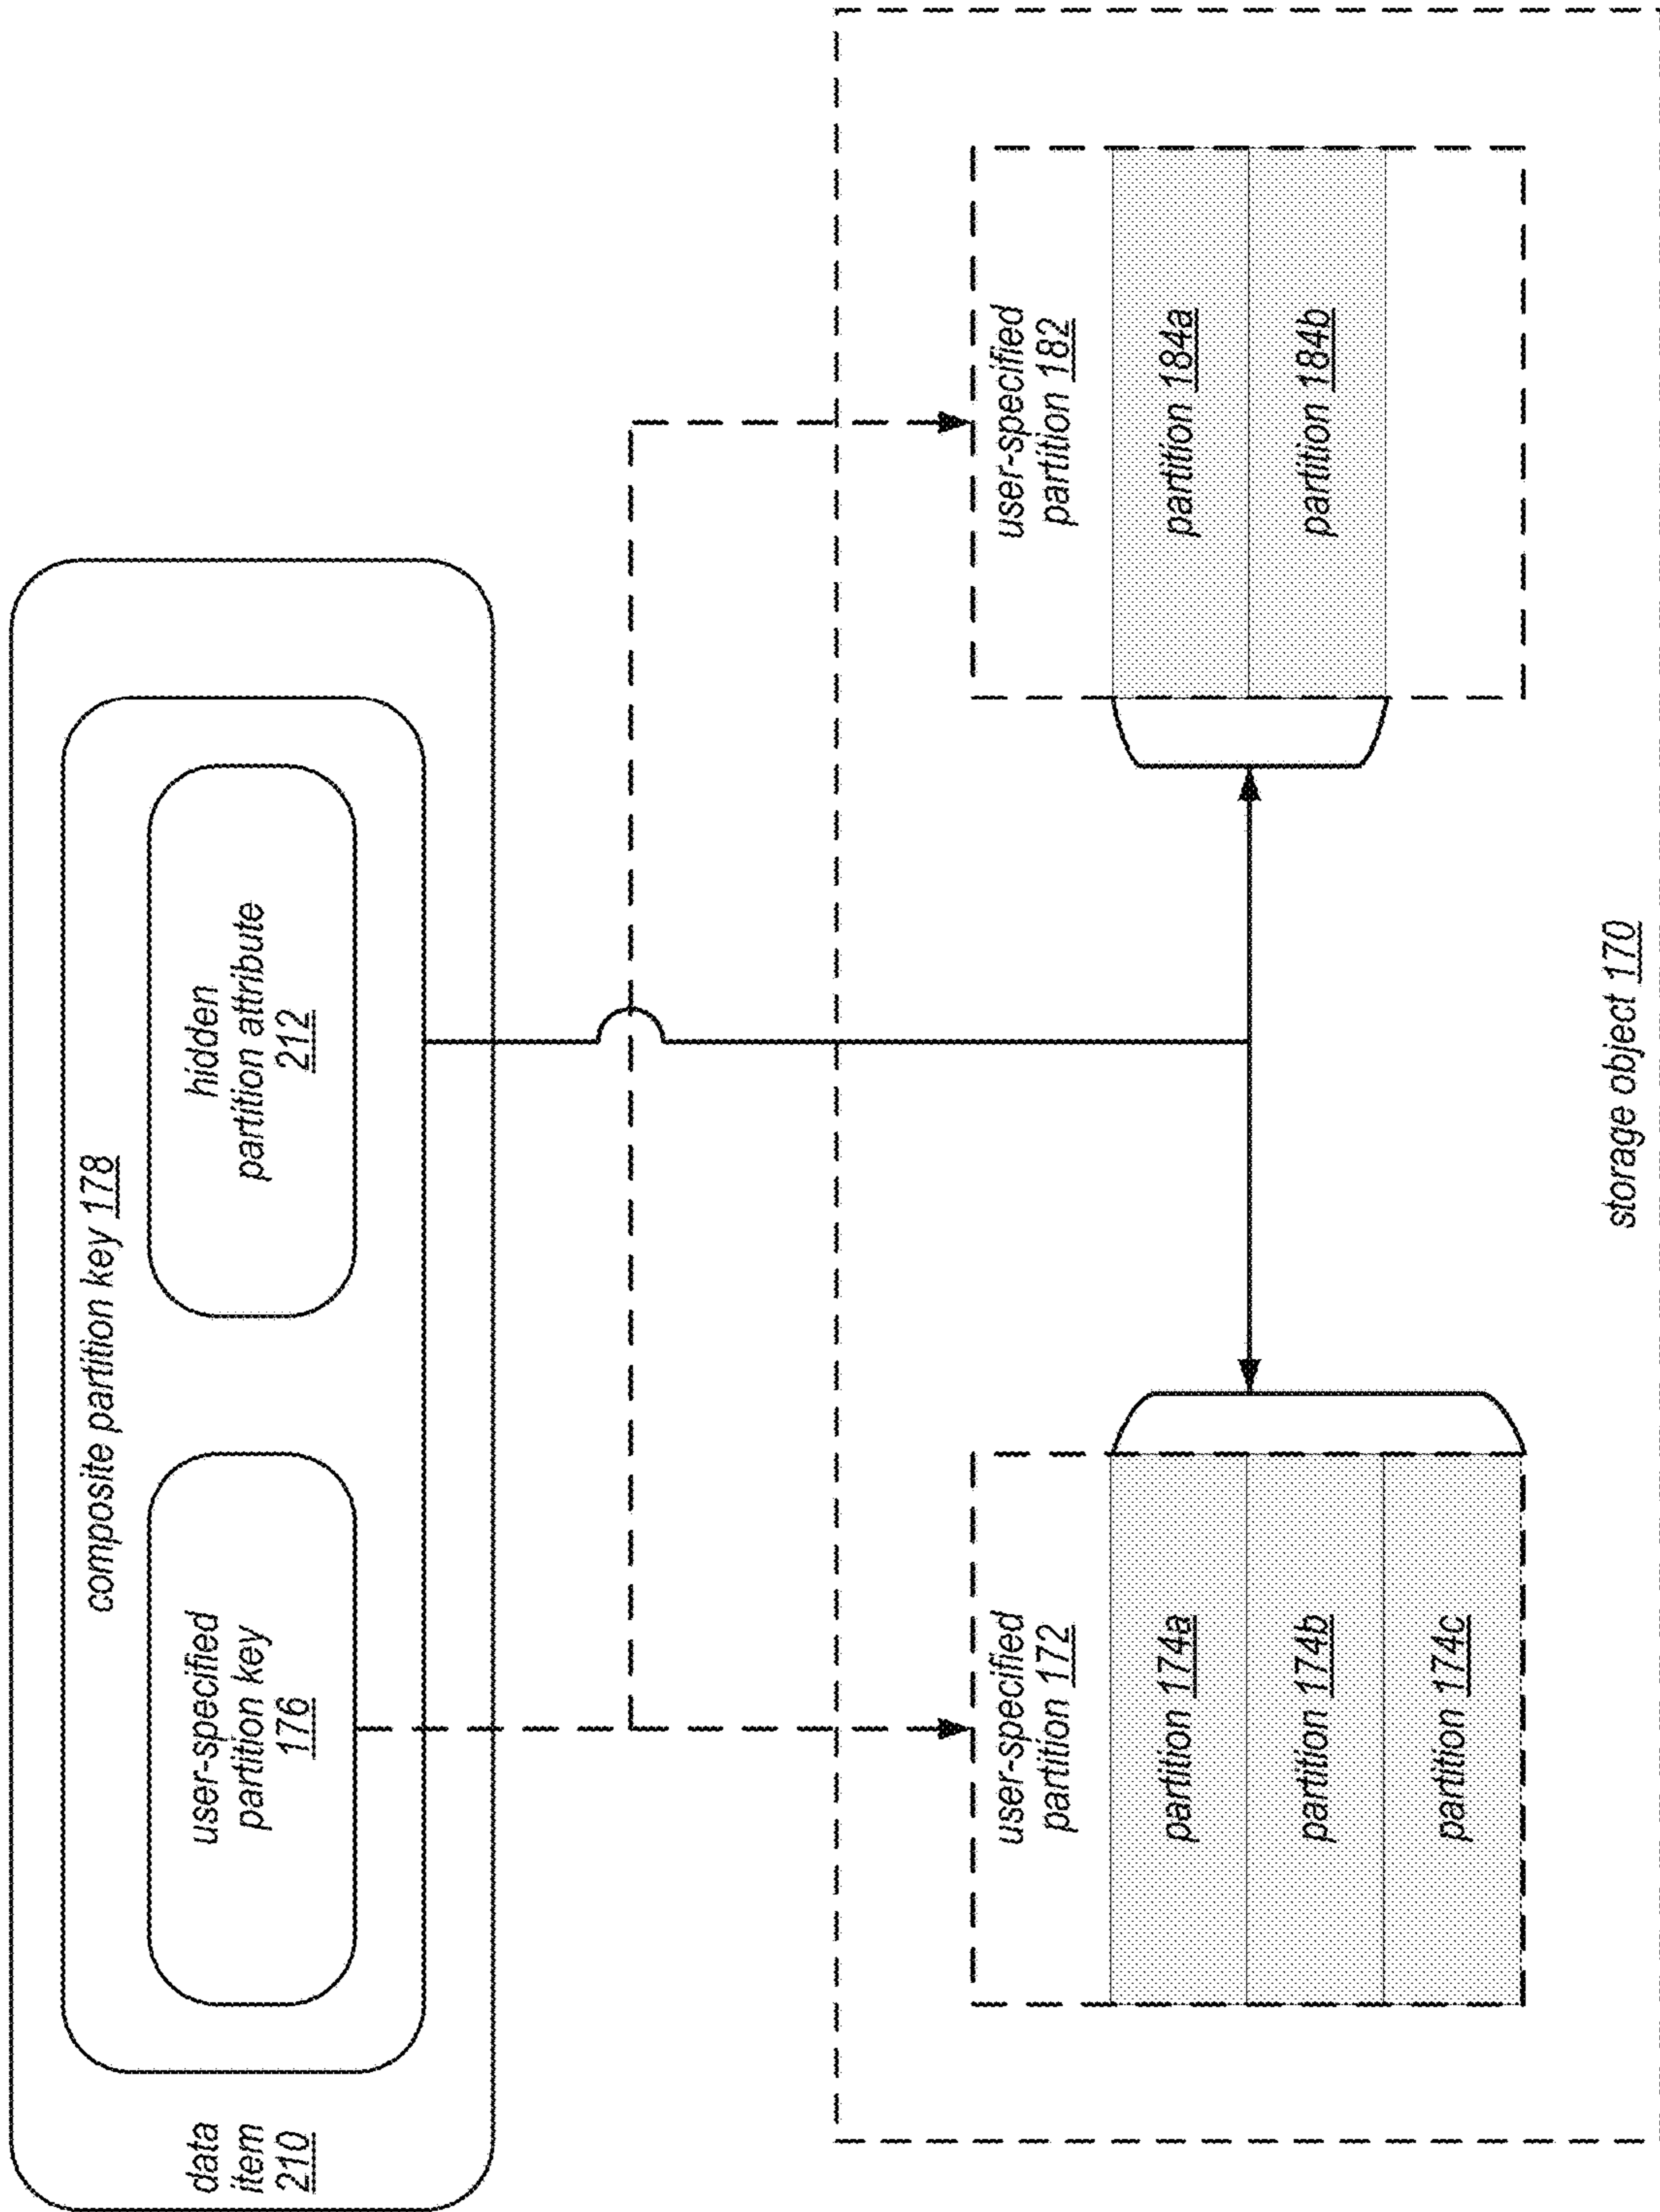 composite partition key 178
data
item
210
user-specified
partition key
176
hidden
partition attribute
212
user-specified
partition 172
partition 174a
partition 174b
partition 174c
user-specified
partition 182
partition 184a
partition 184b
storage object 170